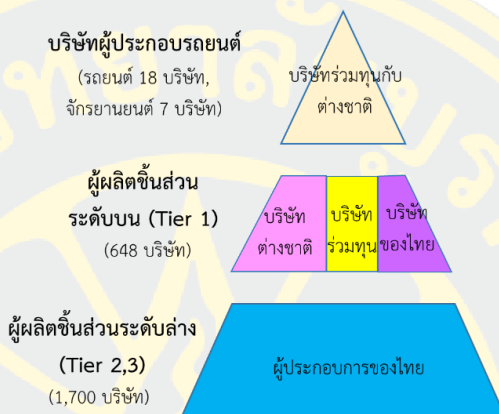 บริษัทผู้ประกอบรถยนต์
(รถยนต์ 18 บริษัท,
จักรยานยนต์ 7 บริษัท)
บริษัทร่วมทุนกับ
ต่างชาติ
ผู้ผลิตชิ้นส่วน
ระดับบน (Tier 1)
(648 บริษัท)
บริษัท
ต่างชาติ
บริษัท
ร่วมทุน
บริษัท
ของไทย
ผู้ผลิตชิ้นส่วนระดับล่าง
(Tier 2,3)
(1,700 บริษัท)
ผู้ประกอบการของไทย